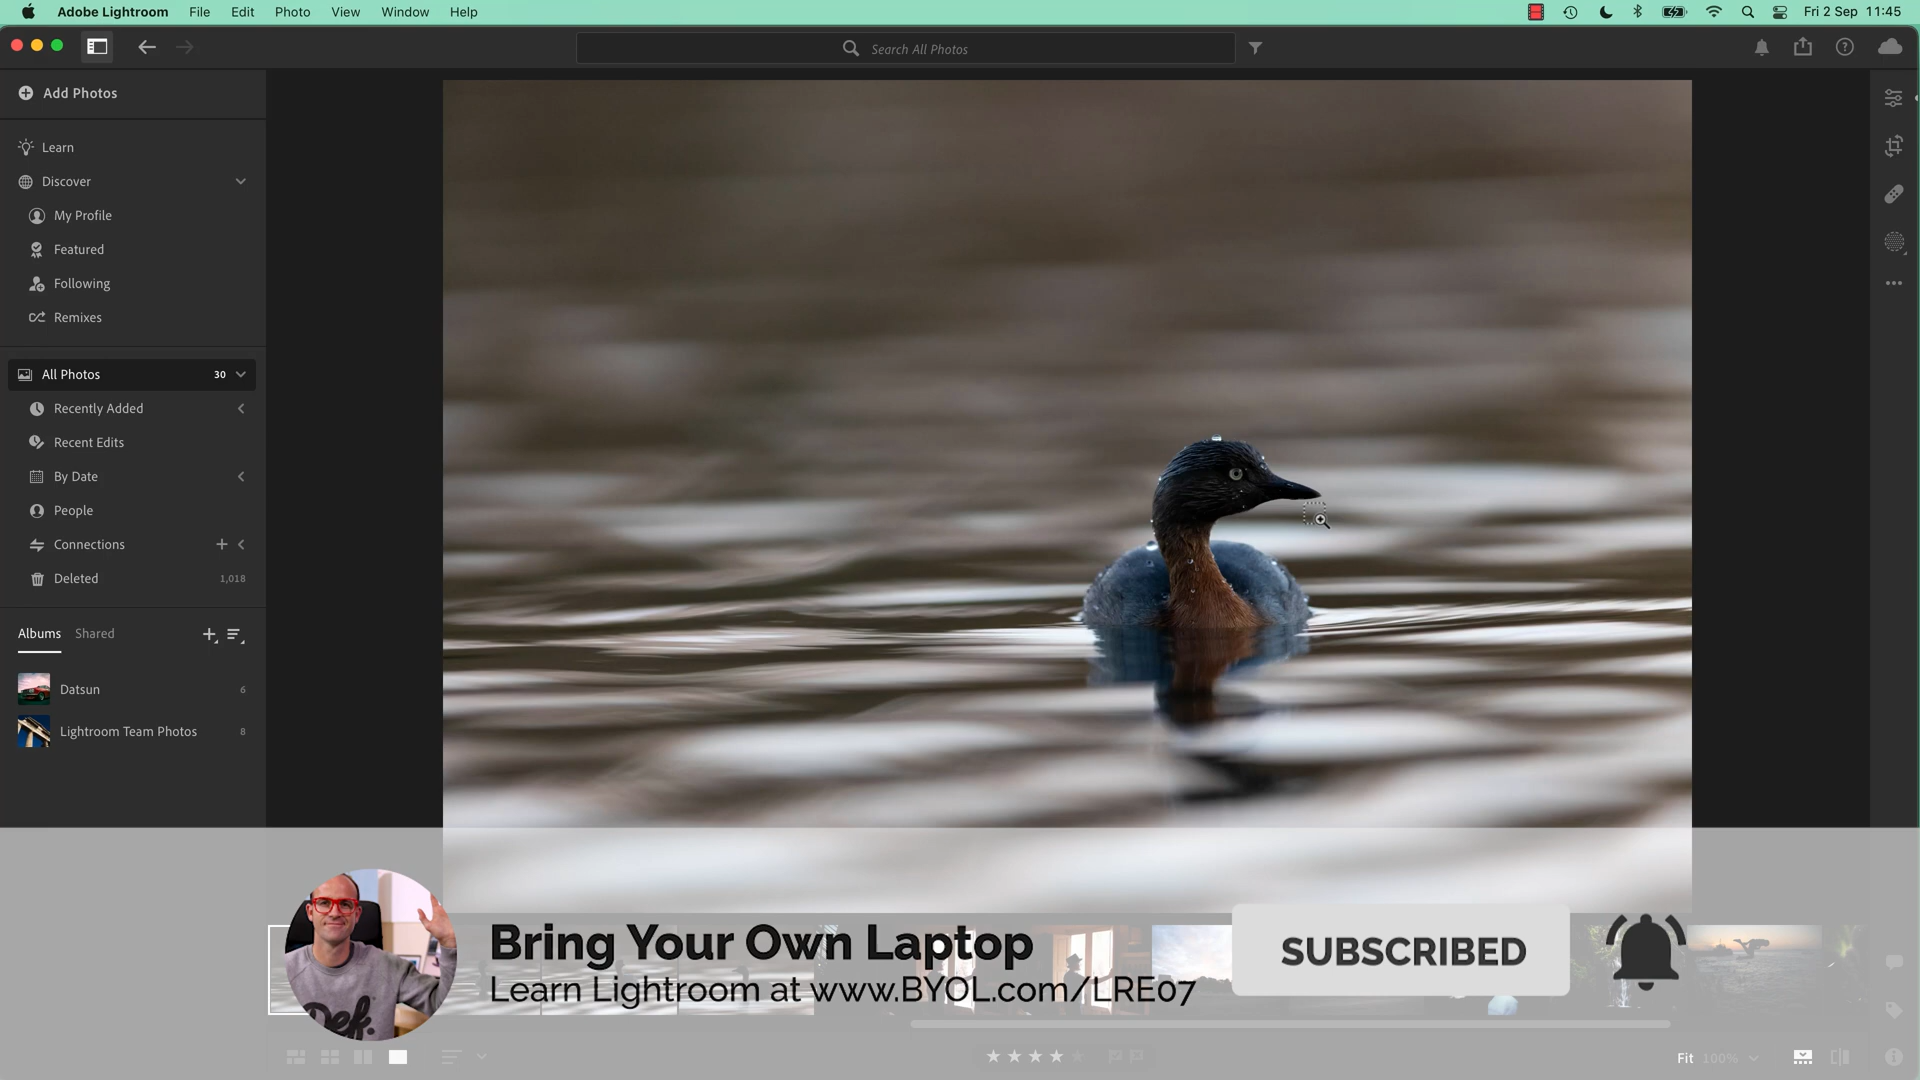 Adobe Lightroom File Edit Photo View Window Help Fri 2 Sep 11:45
Search All Photos
Add Photos
Learn
Discover
My Profile
Featured
Following
Remixes
All Photos 30
Recently Added
Recent Edits
By Date
People
Connections
Deleted 1,018
Albums Shared
Datsun 6
Lightroom Team Photos 8
Def.
Bring Your Own Laptop
Learn Lightroom at www.BYOL.com/LRE07
SUBSCRIBED
Fit 100%